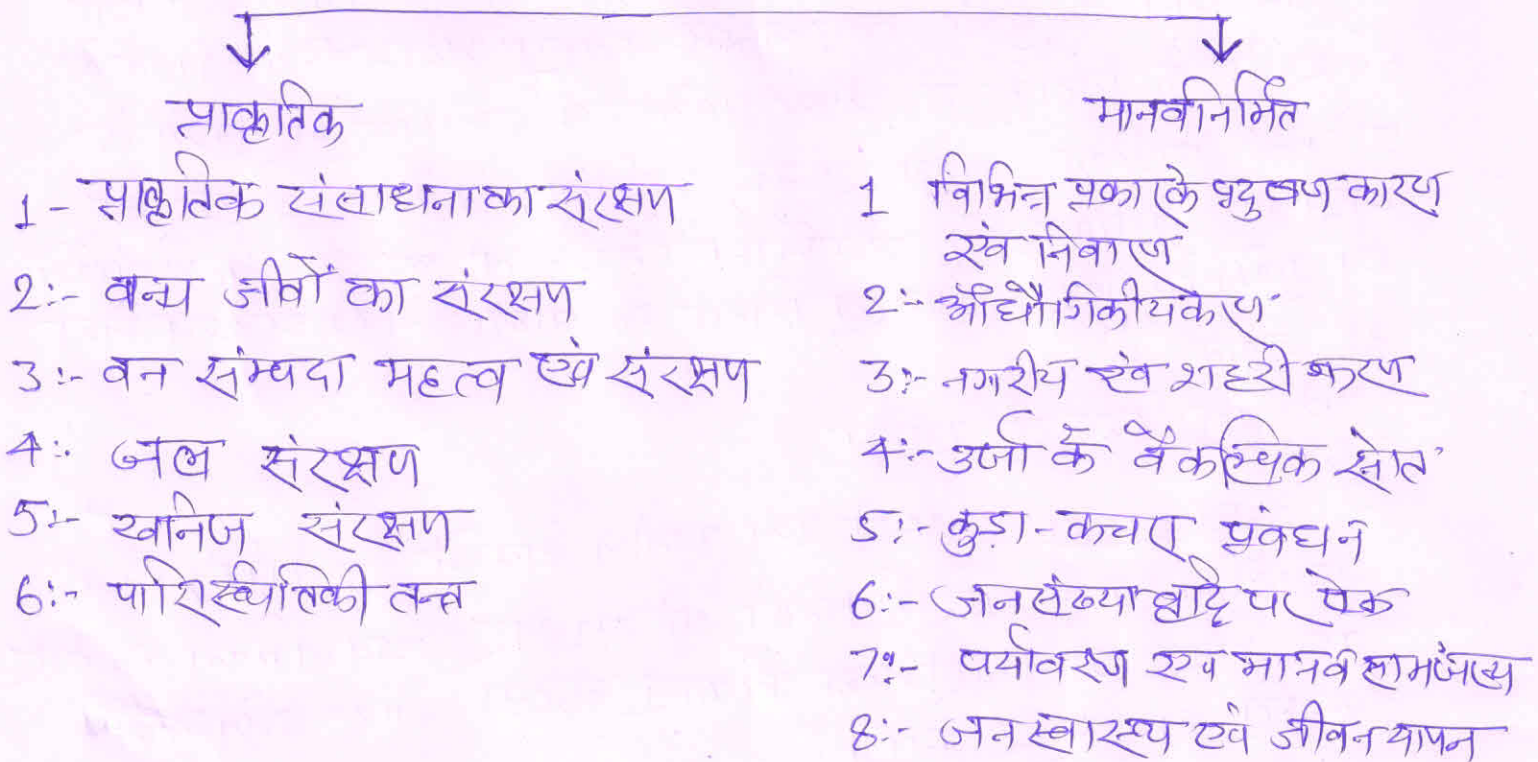 प्राकृतिक
1- प्राकृतिक संसाधनो का संरक्षण
2:- वन्य जीवों का संरक्षण
3:- वन सम्पदा महत्व एवं संरक्षण
4:- जल संरक्षण
5:- खनिज संरक्षण
6:- पारिस्थितिकी तन्त्र
मानवनिर्मित
1 विभिन्न प्रकार के प्रदुषण कारण
एवं निवारण
2:- औद्यौगिकीयकरण
3:- नगरीय एंव शहरी करण
4:- उर्जा के वैकल्पिक स्रोत
5:- कुड़ा-कचरा प्रवंधन
6:- जनसंख्या वृद्धि पर रोक
7:- पर्यावरण एंव मानव सामंजस्य
8:- जन स्वास्थ्य एवं जीवन यापन